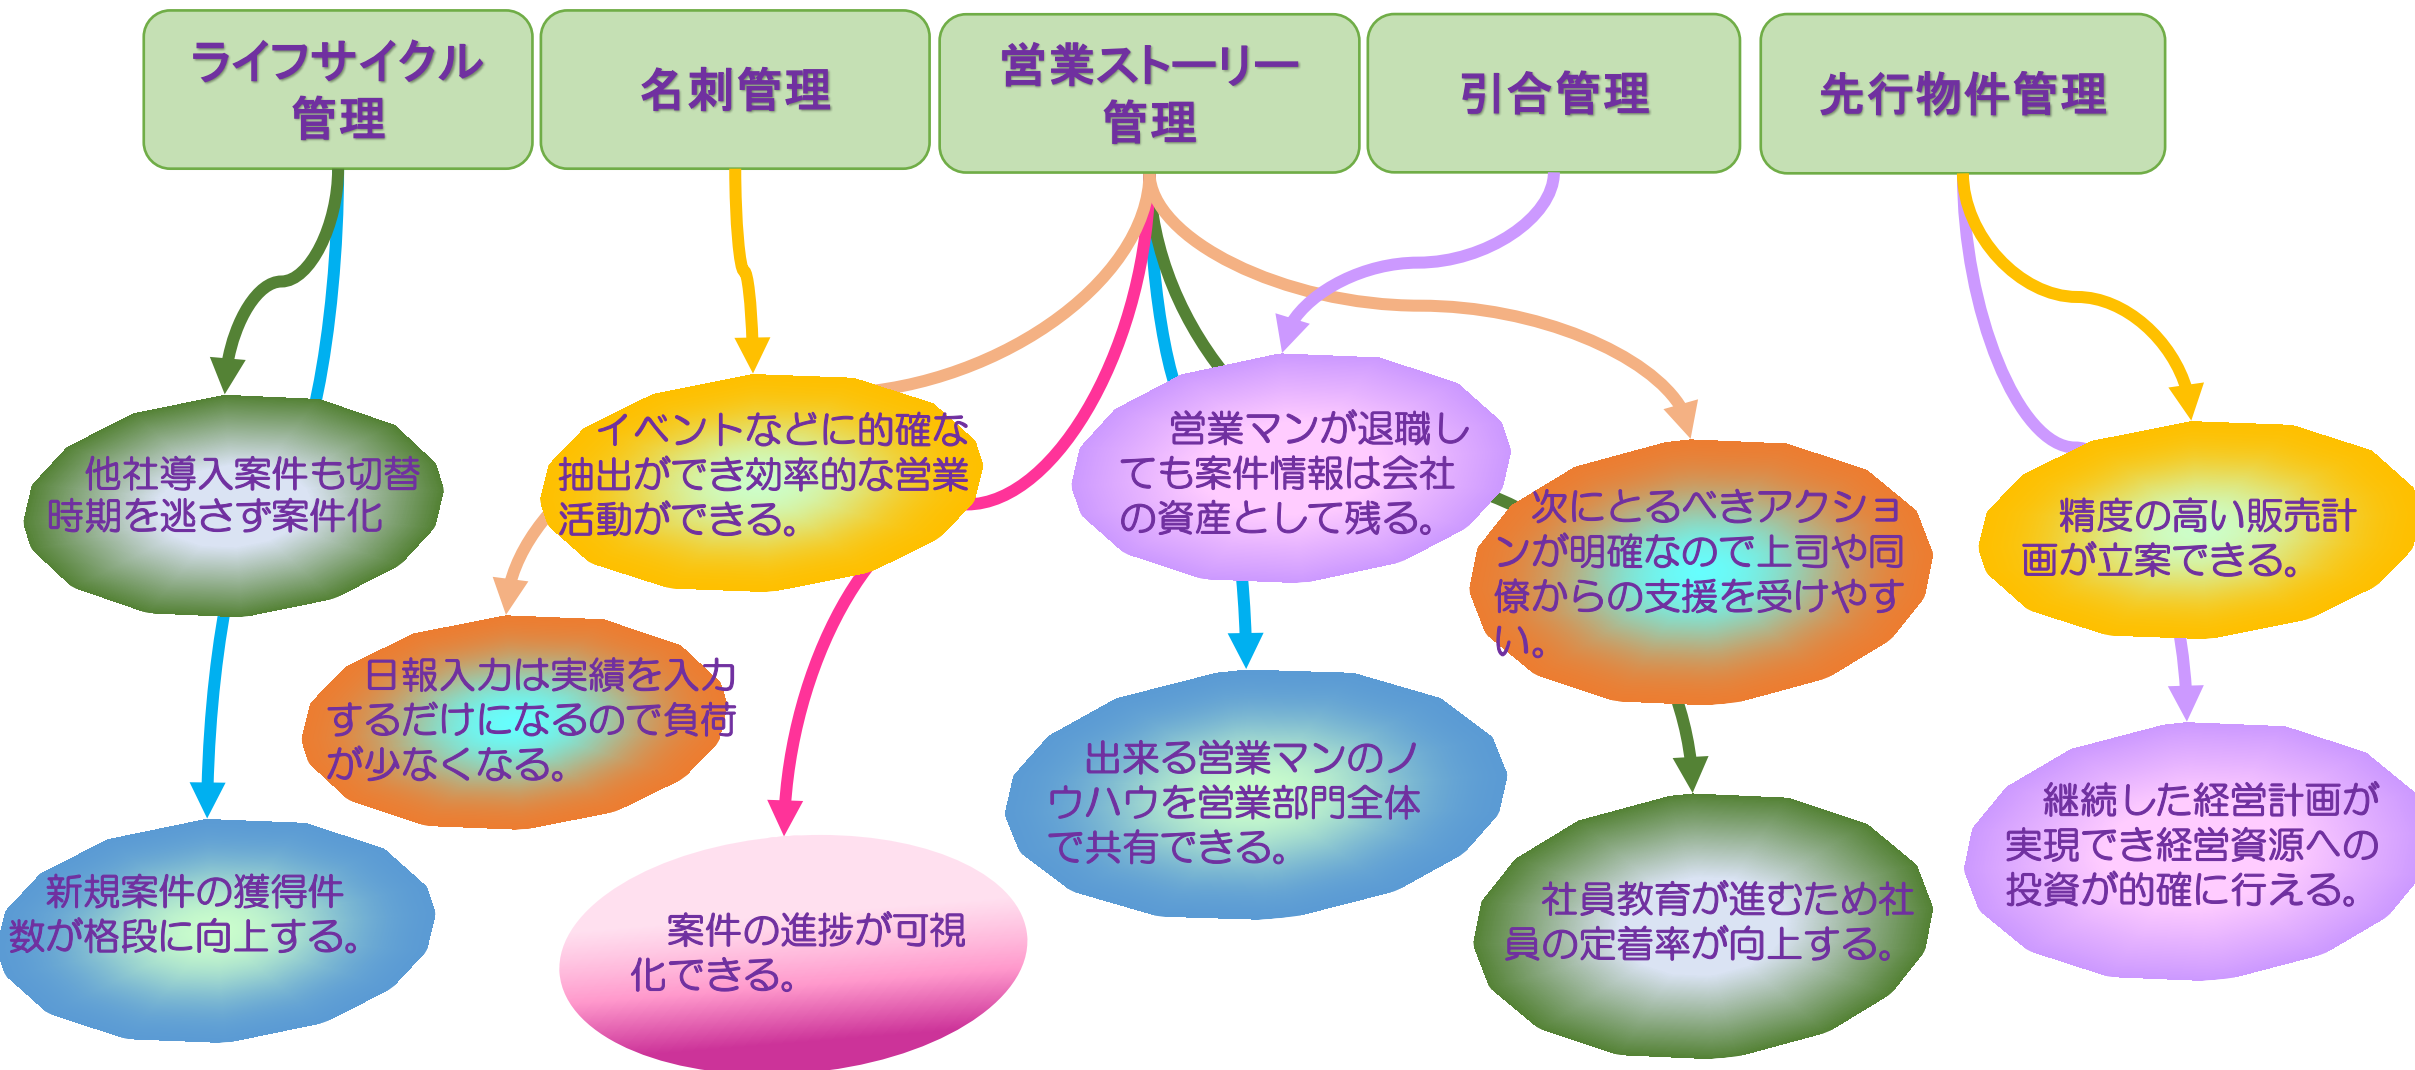 ライフサイクル
管理
名刺管理
営業ストーリー
管理
引合管理
先行物件管理
他社導入案件も切替
時期を逃さず案件化
イベントなどに的確な
抽出ができ効率的な営業
活動ができる。
営業マンが退職し
ても案件情報は会社
の資産として残る。
次にとるべきアクショ
ンが明確なので上司や同
僚からの支援を受けやす
い。
精度の高い販売計
画が立案できる。
日報入力は実績を入力
するだけになるので負荷
が少なくなる。
出来る営業マンのノ
ウハウを営業部門全体
で共有できる。
継続した経営計画が
実現でき経営資源への
投資が的確に行える。
新規案件の獲得件
数が格段に向上する。
案件の進捗が可視
化できる。
社員教育が進むため社
員の定着率が向上する。